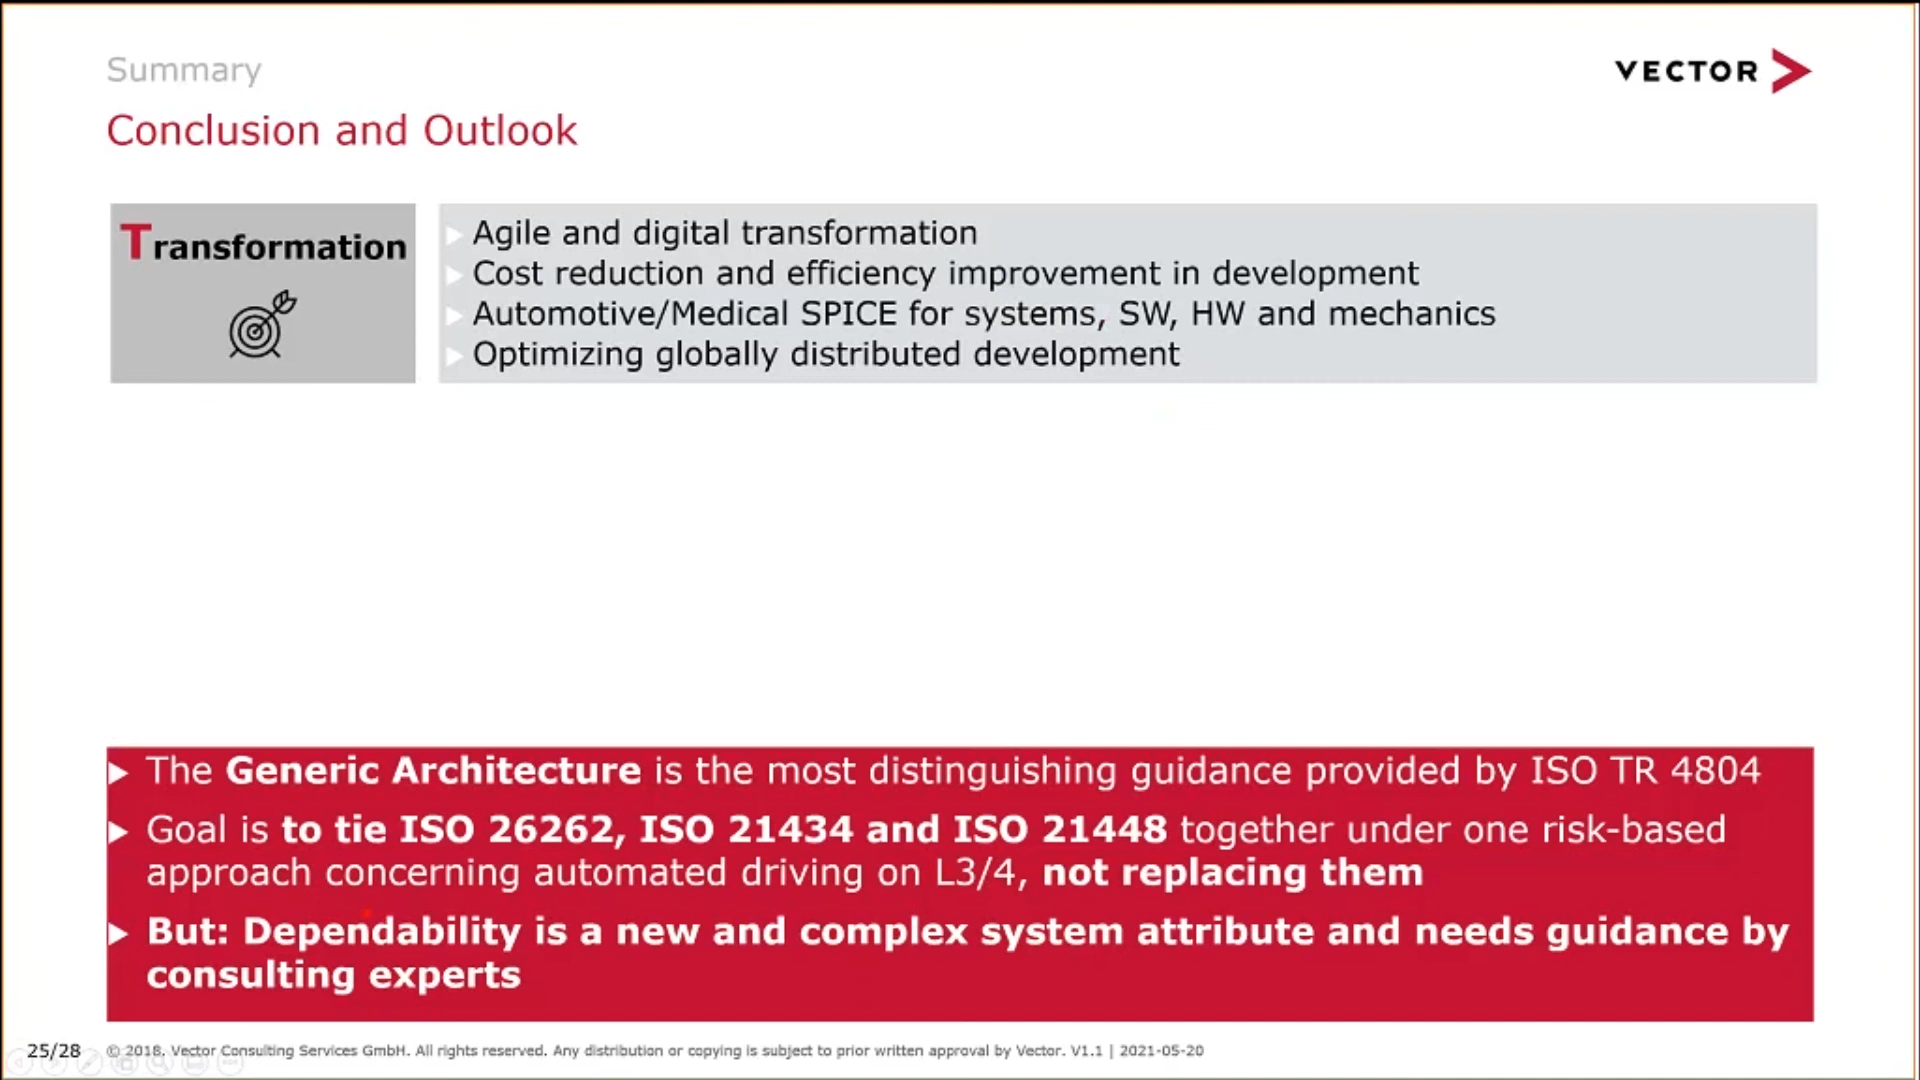 Summary
VECTOR
Conclusion and Outlook
Transformation
Agile and digital transformation
Cost reduction and efficiency improvement in development
Automotive/Medical SPICE for systems, SW, HW and mechanics
Optimizing globally distributed development
The Generic Architecture is the most distinguishing guidance provided by ISO TR 4804
Goal is to tie ISO 26262, ISO 21434 and ISO 21448 together under one risk-based
approach concerning automated driving on L3/4, not replacing them
But: Dependability is a new and complex system attribute and needs guidance by
consulting experts
25/28
© 2018. Vector Consulting Services GmbH. All rights reserved. Any distribution or copying is subject to prior written approval by Vector. V1.1 | 2021-05-20